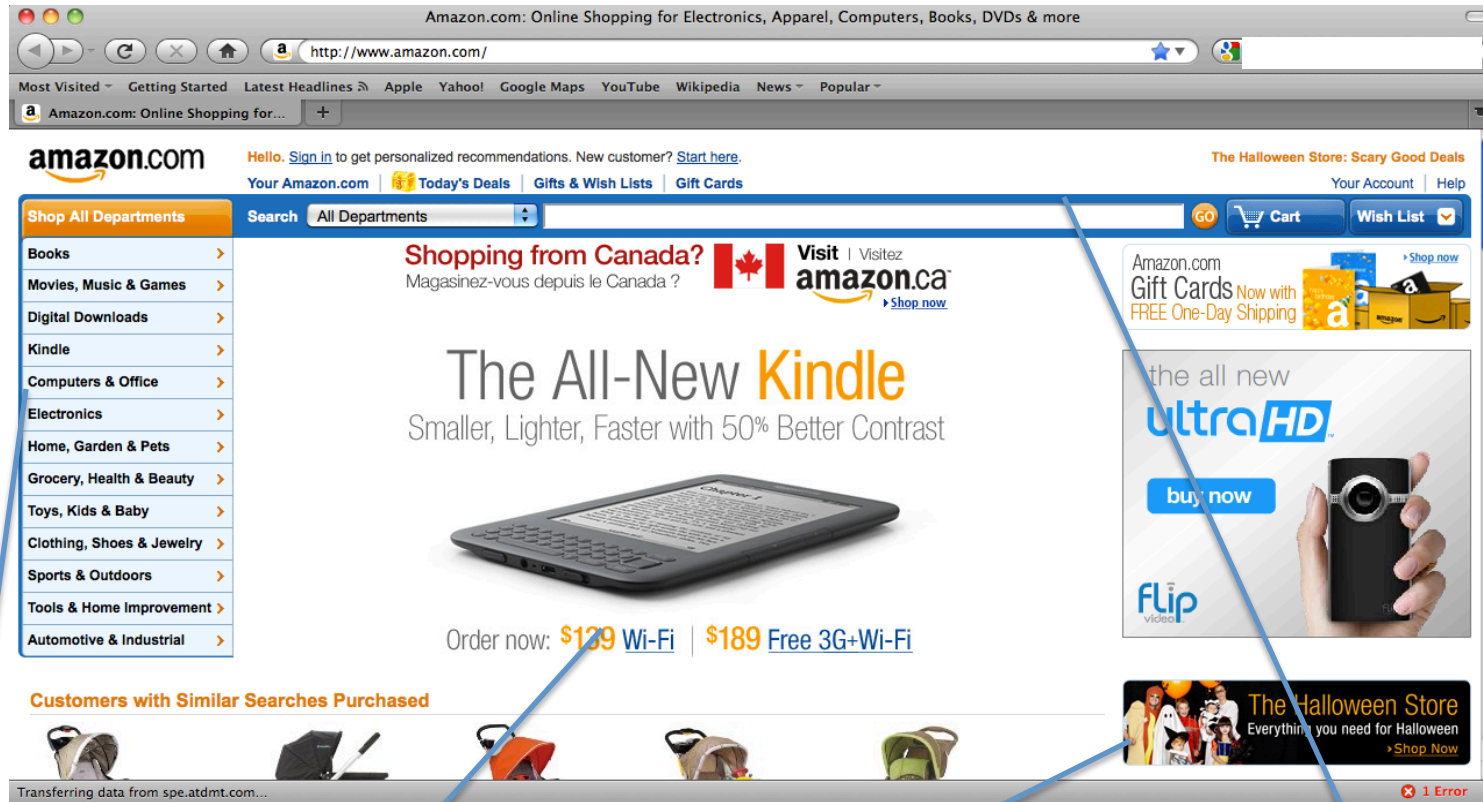 Amazon.com: Online Shopping for Electronics, Apparel, Computers, Books, DVDs & more
a http://www.amazon.com/
Most Visited Getting Started Latest Headlines Apple Yahoo! Google Maps YouTube Wikipedia News Popular
a Amazon.com: Online Shopping for... +
amazon.com
Hello. Sign in to get personalized recommendations. New customer? Start here.
The Halloween Store: Scary Good Deals
Your Amazon.com Today's Deals Gifts & Wish Lists Gift Cards
Your Account Help
Shop All Departments
Search All Departments GO Cart Wish List
Books
Movies, Music & Games
Digital Downloads
Kindle
Computers & Office
Electronics
Home, Garden & Pets
Grocery, Health & Beauty
Toys, Kids & Baby
Clothing, Shoes & Jewelry
Sports & Outdoors
Tools & Home Improvement
Automotive & Industrial
Shopping from Canada?
Magasinez-vous depuis le Canada ?
Visit | Visitez
amazon.ca
Shop now
The All-New Kindle
Smaller, Lighter, Faster with 50% Better Contrast
Chapter 1
Order now: $139 Wi-Fi | $189 Free 3G+Wi-Fi
Amazon.com
Gift Cards Now with
FREE One-Day Shipping
Shop now
the all new
ultra HD
buy now
flip
video
The Halloween Store
Everything you need for Halloween
Shop Now
Customers with Similar Searches Purchased
Transferring data from spe.atdmt.com...
1 Error